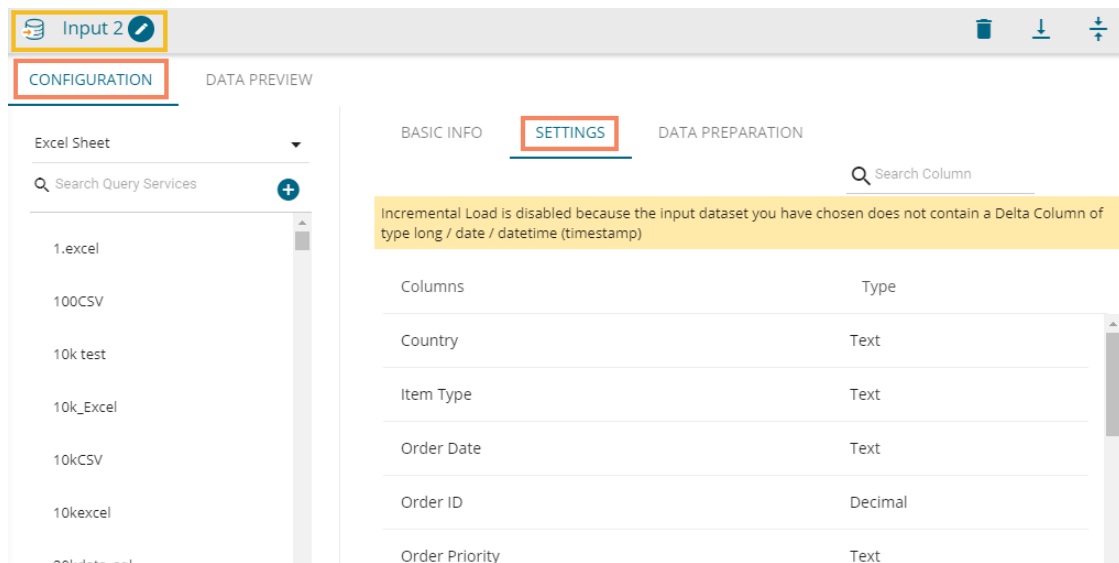 Input 2
CONFIGURATION
DATA PREVIEW
Excel Sheet
Search Query Services
1.excel
100CSV
10k test
10k_Excel
10kCSV
10kexcel
BASIC INFO
SETTINGS
DATA PREPARATION
Search Column
Incremental Load is disabled because the input dataset you have chosen does not contain a Delta Column of
type long / date / datetime (timestamp)
Columns Type
Country Text
Item Type Text
Order Date Text
Order ID Decimal
Order Priority Text